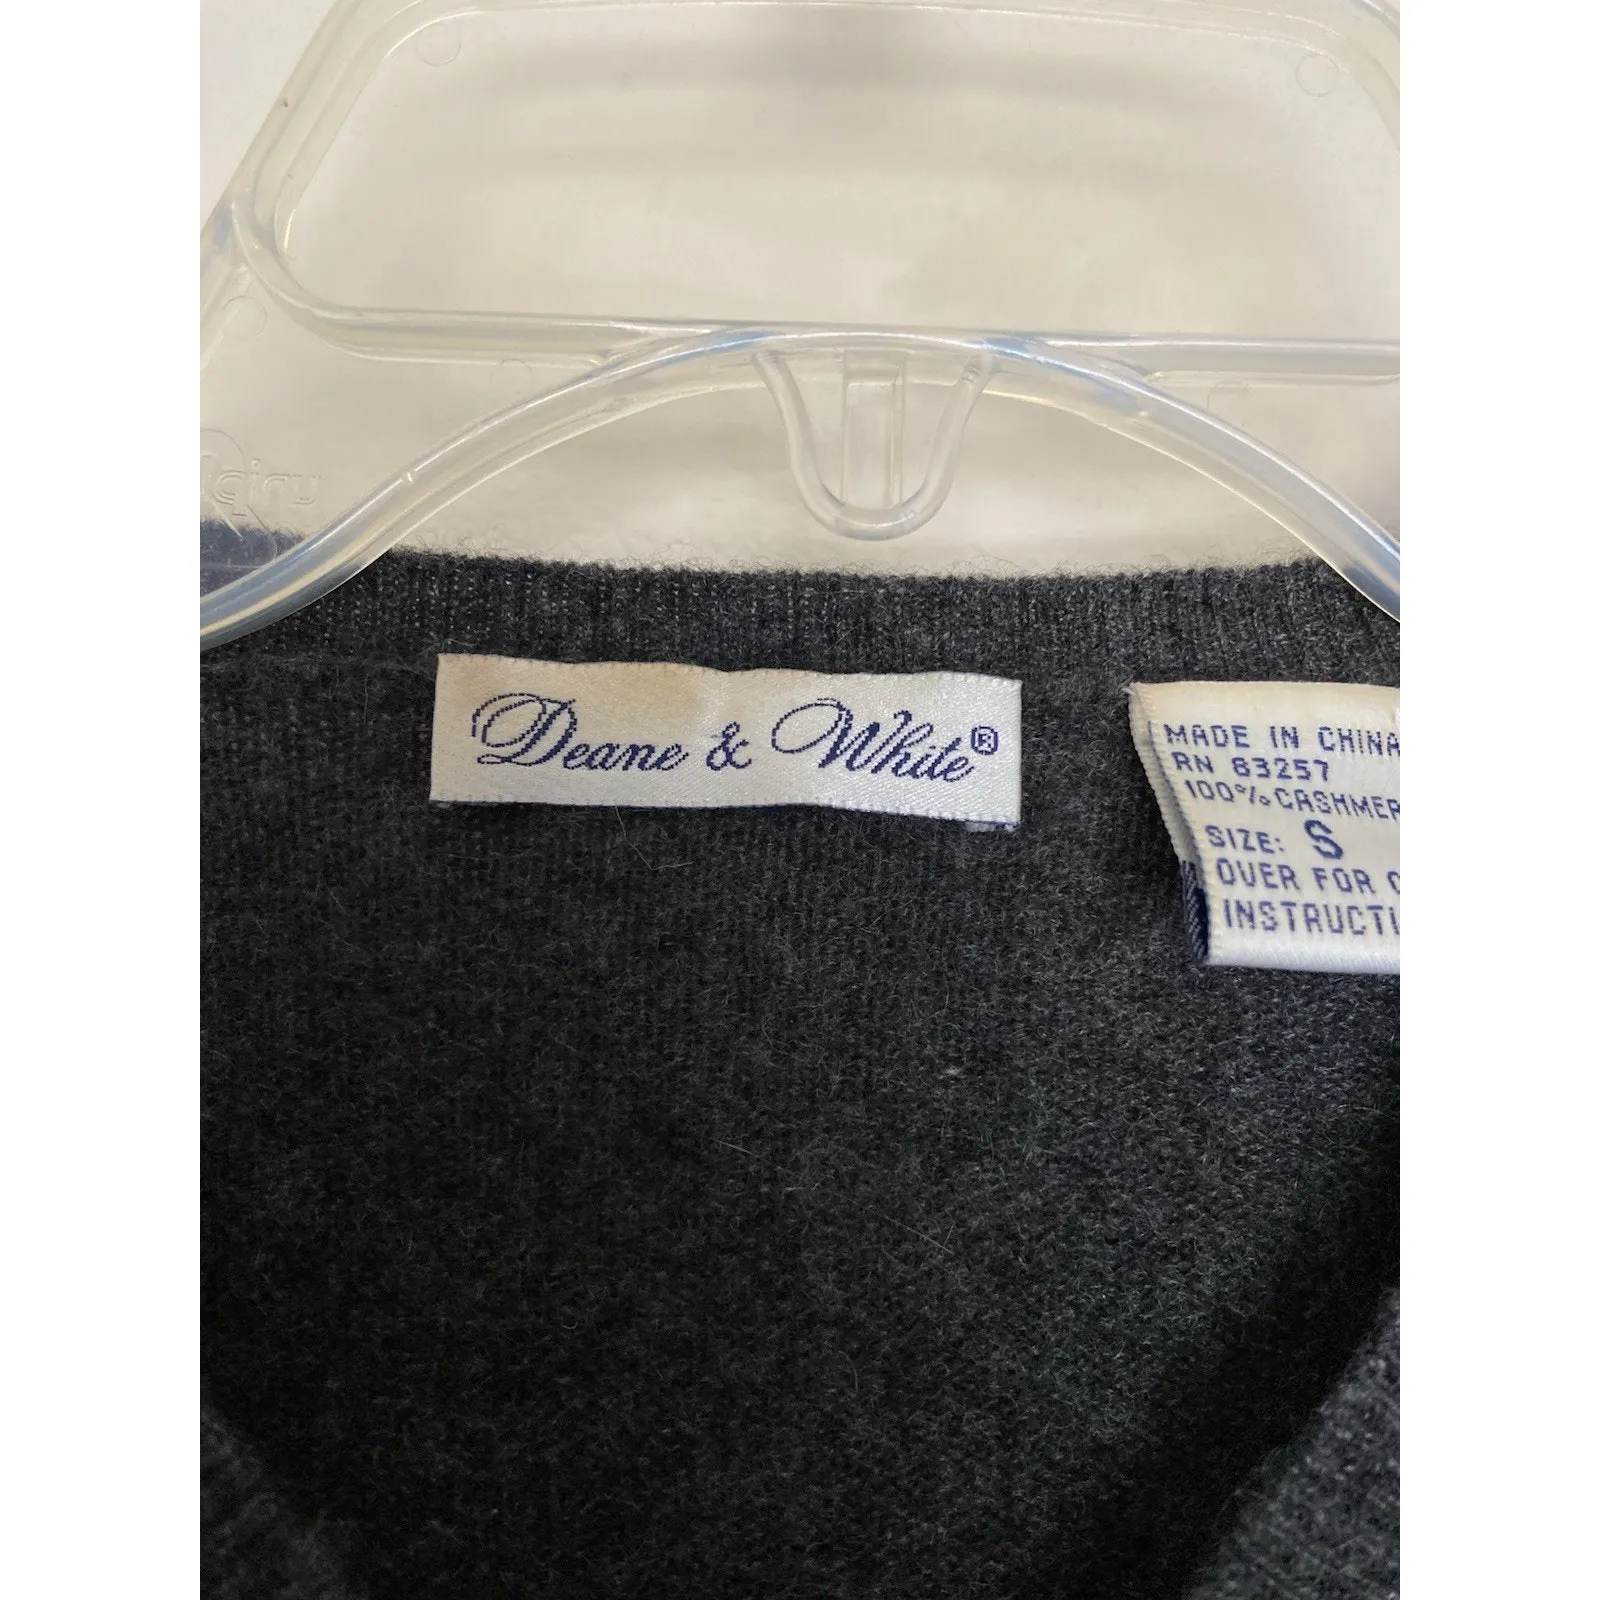 Deane & White®
MADE IN CHINA
RN 63257
100% CASHMER
SIZE: S
OVER FOR C
INSTRUCTI